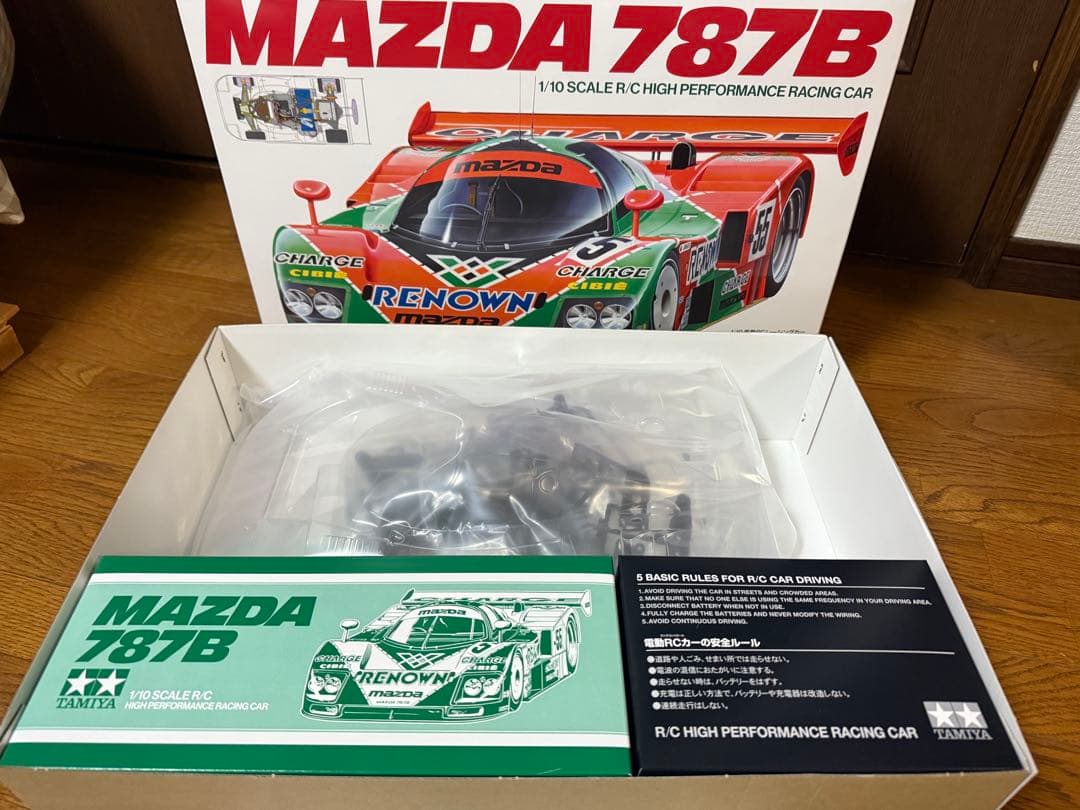 MAZDA 787B
1/10 SCALE R/C HIGH PERFORMANCE RACING CAR
CHARGE
mazda
55
5
CHARGE
CIBIÉ
CHARGE
CIBIÉ
RENOWN
RENOWN
CHARGE
mazda
5 BASIC RULES FOR R/C CAR DRIVING
1.AVOID DRIVING THE CAR IN STREETS AND CROWDED AREAS.
2.MAKE SURE THAT NO ONE ELSE IS USING THE SAME FREQUENCY IN YOUR DRIVING AREA.
3.DISCONNECT BATTERY WHEN NOT IN USE.
4.FULLY CHARGE THE BATTERIES AND NEVER MODIFY THE WIRING.
5.AVOID CONTINUOUS DRIVING.
電動RCカーの安全ルール
●道路や人ごみ、せまい所では走らせない。
●電波の混信におたがいに注意する。
●走らせない時は、バッテリーをはずす。
●充電は正しい方法で、バッテリーや充電器は改造しない。
●連続走行はしない。
R/C HIGH PERFORMANCE RACING CAR
TAMIYA
MAZDA
787B
TAMIYA
1/10 SCALE R/C
HIGH PERFORMANCE RACING CAR
mazda
55
5
CHARGE
CIBIE
CHARGE
CIBIE
RENOWN
mazda